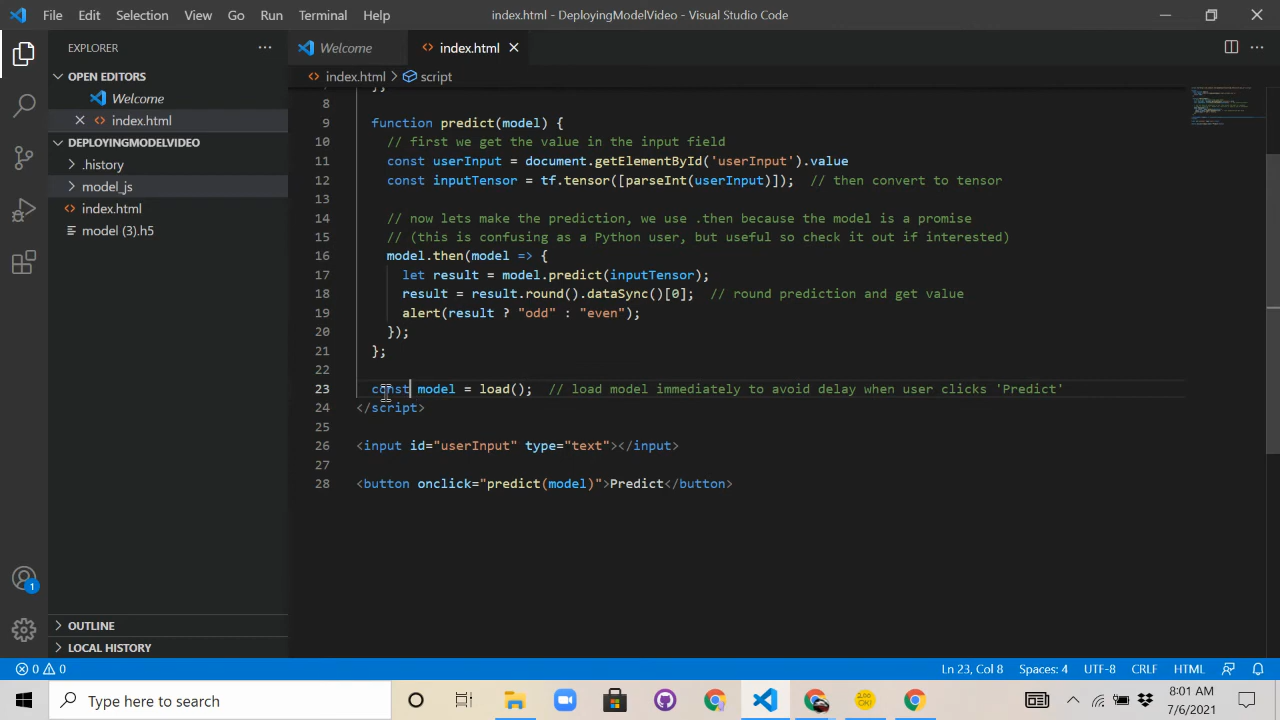 File Edit Selection View Go Run Terminal Help
index.html - DeployingModelVideo - Visual Studio Code
EXPLORER
OPEN EDITORS
Welcome
index.html
DEPLOYINGMODELVIDEO
.history
model_js
index.html
model (3).h5
OUTLINE
LOCAL HISTORY
Welcome
index.html
index.html > script
8
9 function predict(model) {
10 // first we get the value in the input field
11 const userInput = document.getElementById('userInput').value
12 const inputTensor = tf.tensor([parseInt(userInput)]); // then convert to tensor
13
14 // now lets make the prediction, we use .then because the model is a promise
15 // (this is confusing as a Python user, but useful so check it out if interested)
16 model.then(model => {
17 let result = model.predict(inputTensor);
18 result = result.round().dataSync()[0]; // round prediction and get value
19 alert(result ? "odd" : "even");
20 });
21 };
22
23 const model = load(); // load model immediately to avoid delay when user clicks 'Predict'
24 </script>
25
26 <input id="userInput" type="text"></input>
27
28 <button onclick="predict(model)">Predict</button>
1
0 0
Ln 23, Col 8 Spaces: 4 UTF-8 CRLF HTML
Type here to search
8:01 AM
7/6/2021